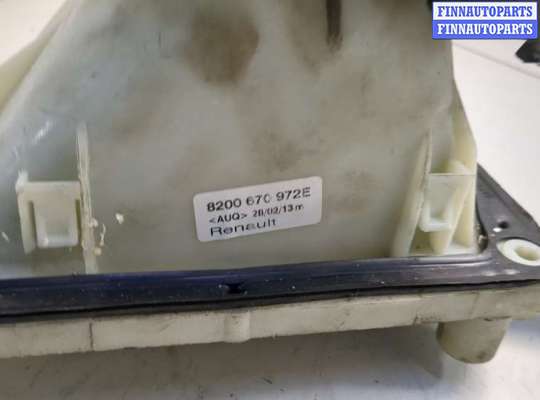 FINNAUTOPARTS
FINNAUTOPARTS
8200 670 972E
<AUQ> 28/02/13 m
Renault